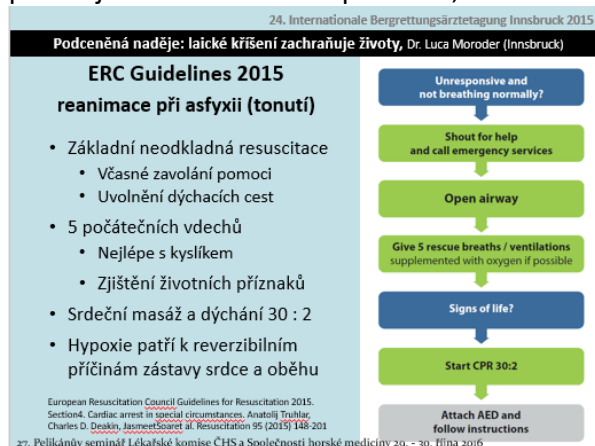 24. Internationale Bergrettungsärztetagung Innsbruck 2015
Podceněná naděje: laické kříšení zachraňuje životy, Dr. Luca Moroder (Innsbruck)
ERC Guidelines 2015
reanimace při asfyxii (tonutí)
• Základní neodkladná resuscitace
• Včasné zavolání pomoci
• Uvolnění dýchacích cest
• 5 počátečních vdechů
• Nejlépe s kyslíkem
• Zjištění životních příznaků
• Srdeční masáž a dýchání 30 : 2
• Hypoxie patří k reverzibilním
příčinám zástavy srdce a oběhu
European Resuscitation Council Guidelines for Resuscitation 2015.
Section4. Cardiac arrest in special circumstances. Anatolij Truhlar,
Charles D. Deakin, JasmeetSoaret al. Resuscitation 95 (2015) 148-201
Unresponsive and
not breathing normally?
Shout for help
and call emergency services
Open airway
Give 5 rescue breaths / ventilations
supplemented with oxygen if possible
Signs of life?
Start CPR 30:2
Attach AED and
follow instructions
27. Pelikánův seminář Lékařské komise ČHS a Společnosti horské medicíny 29. - 30. října 2016